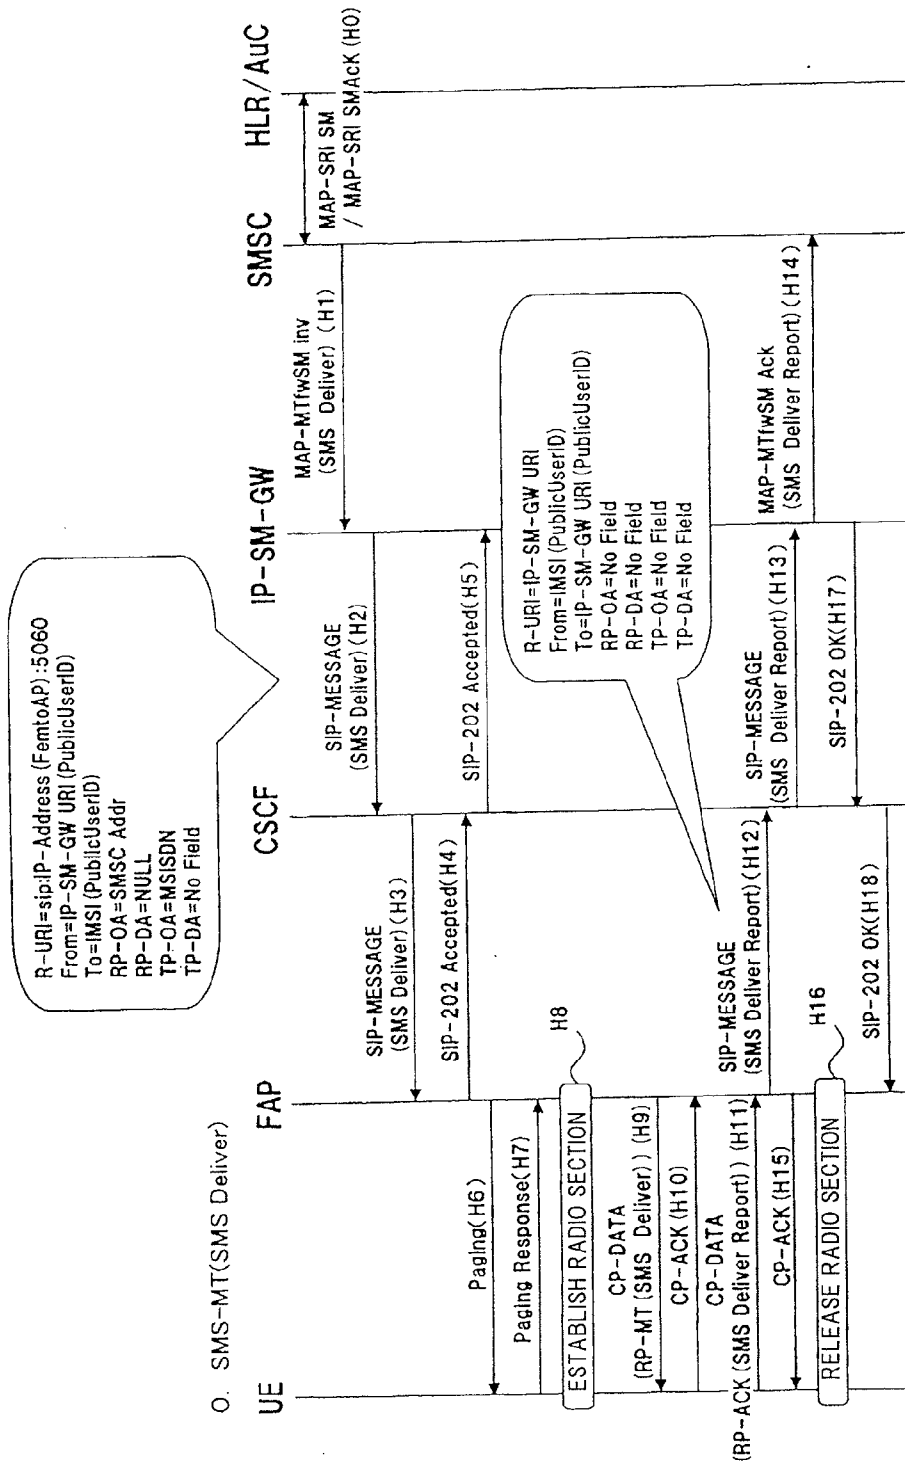 O. SMS-MT(SMS Deliver)
UE
FAP
CSCF
IP-SM-GW
SMSC
HLR/AuC
R-URI=sip:IP-Address(FemtoAP):5060
From=IP-SM-GW URI(PublicUserID)
To=IMSI(PublicUserID)
RP-OA=SMSC Addr
RP-DA=NULL
TP-OA=MSISDN
TP-DA=No Field
MAP-SRI SM
/ MAP-SRI SMAcK(H0)
MAP-MTfwSM inv
(SMS Deliver) (H1)
SIP-MESSAGE
(SMS Deliver)(H2)
SIP-MESSAGE
(SMS Deliver)(H3)
SIP-202 Accepted(H4)
SIP-202 Accepted(H5)
Paging(H6)
Paging Response(H7)
ESTABLISH RADIO SECTION
H8
CP-DATA
(RP-MT(SMS Deliver))(H9)
CP-ACK(H10)
CP-DATA
(RP-ACK(SMS Deliver Report))(H11)
R-URI=IP-SM-GW URI
From=IMSI(PublicUserID)
To=IP-SM-GW URI(PublicUserID)
RP-OA=No Field
RP-DA=No Field
TP-OA=No Field
TP-DA=No Field
SIP-MESSAGE
(SMS Deliver Report)(H12)
SIP-MESSAGE
(SMS Deliver Report)(H13)
MAP-MTfwSM Ack
(SMS Deliver Report)(H14)
CP-ACK(H15)
RELEASE RADIO SECTION
H16
SIP-202 OK(H17)
SIP-202 OK(H18)